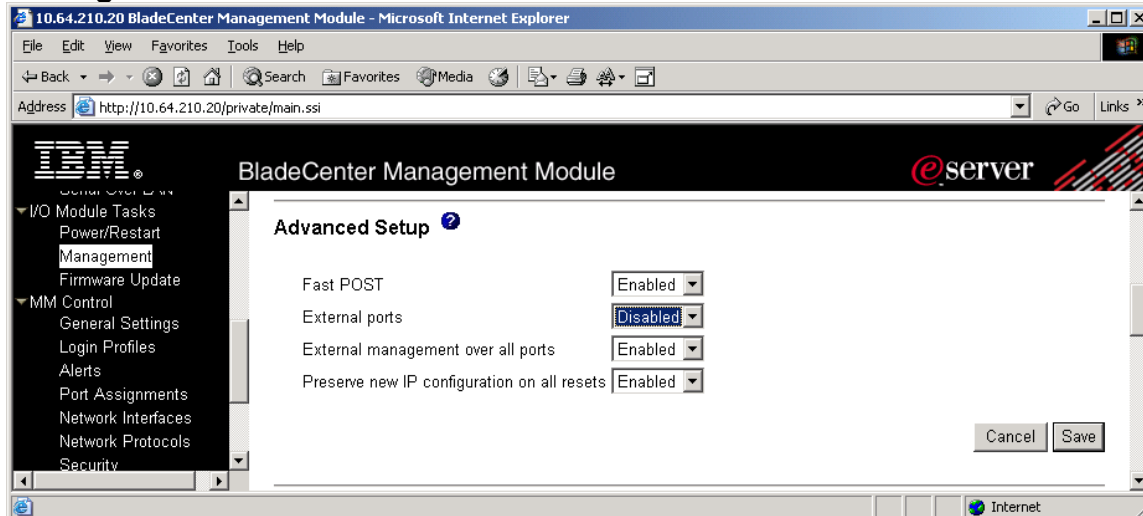 10.64.210.20 BladeCenter Management Module - Microsoft Internet Explorer
File Edit View Favorites Tools Help
Back Search Favorites Media
Address http://10.64.210.20/private/main.ssi Go Links »
IBM® BladeCenter Management Module eserver
Serial Over LAN
I/O Module Tasks
Power/Restart
Management
Firmware Update
MM Control
General Settings
Login Profiles
Alerts
Port Assignments
Network Interfaces
Network Protocols
Security
Advanced Setup ?
Fast POST Enabled
External ports Disabled
External management over all ports Enabled
Preserve new IP configuration on all resets Enabled
Cancel Save
Internet